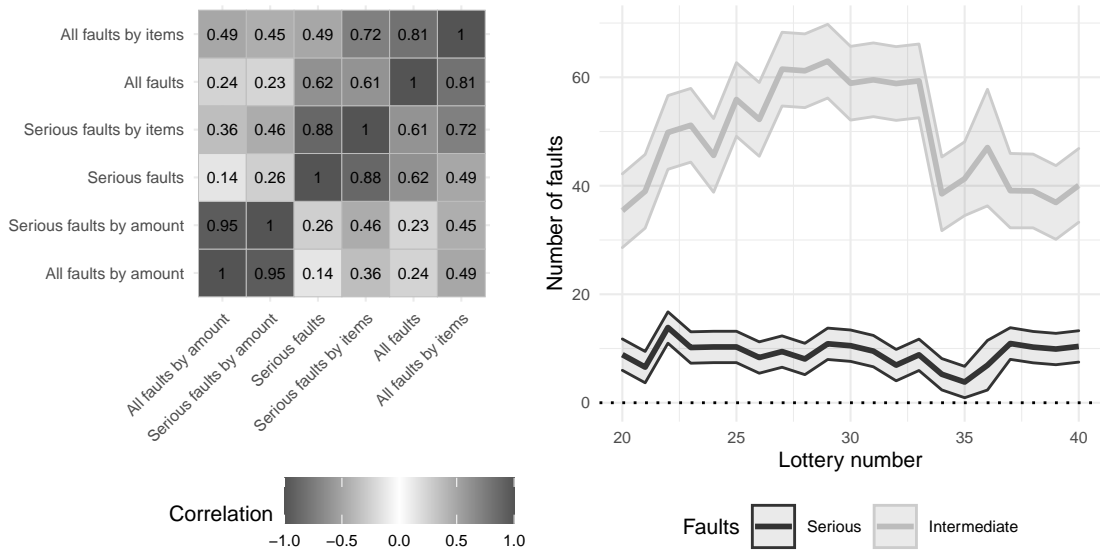 All faults by items 0.49 0.45 0.49 0.72 0.81 1
All faults 0.24 0.23 0.62 0.61 1 0.81
Serious faults by items 0.36 0.46 0.88 1 0.61 0.72
Serious faults 0.14 0.26 1 0.88 0.62 0.49
Serious faults by amount 0.95 1 0.26 0.46 0.23 0.45
All faults by amount 1 0.95 0.14 0.36 0.24 0.49
All faults by amount
Serious faults by amount
Serious faults
Serious faults by items
All faults
All faults by items
Correlation
−1.0 −0.5 0.0 0.5 1.0
Number of faults
60
40
20
0
20 25 30 35 40
Lottery number
Faults Serious Intermediate